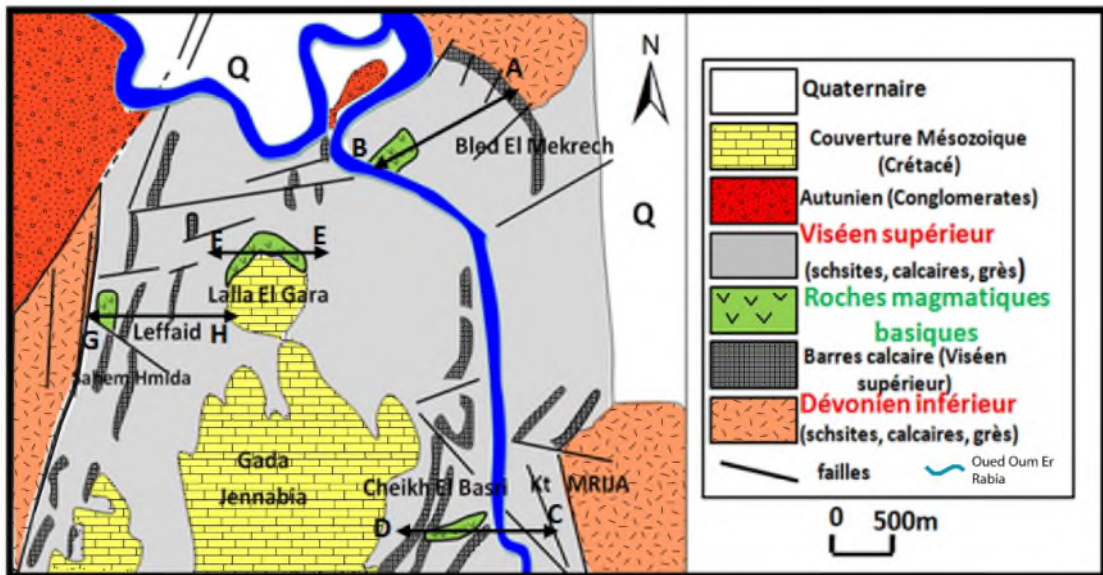 Q
A
N
B
Bled El Mekrech
Q
E
E
Lalla El Gara
G
Leffaid
H
Sahem Hmida
Gada
Jennabia
Cheikh El Basri
Kt
MRIJA
D
C
Quaternaire
Couverture Mésozoique
(Crétacé)
Autunien (Conglomerates)
Viséen supérieur
(schsites, calcaires, grès)
Roches magmatiques
basiques
Barres calcaire (Viséen
supérieur)
Dévonien inférieur
(schsites, calcaires, grès)
failles
Oued Oum Er
Rabia
0 500m